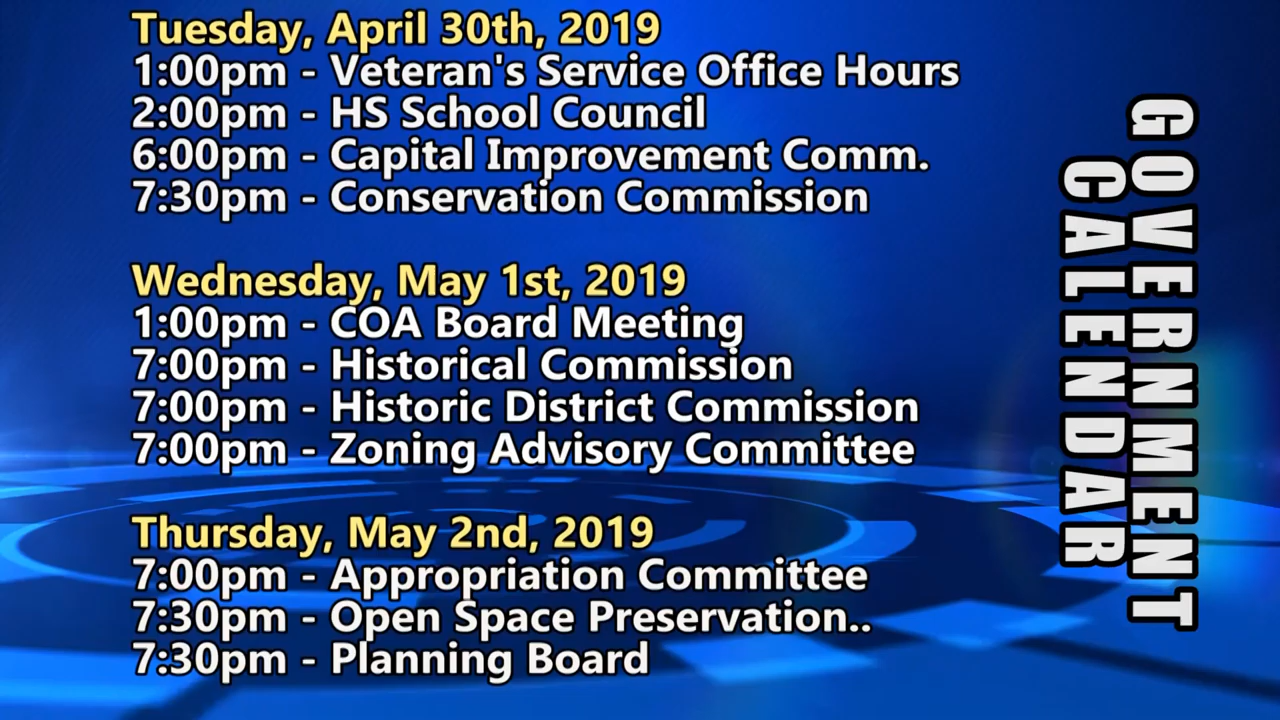 Tuesday, April 30th, 2019
1:00pm - Veteran's Service Office Hours
2:00pm - HS School Council
6:00pm - Capital Improvement Comm.
7:30pm - Conservation Commission
Wednesday, May 1st, 2019
1:00pm - COA Board Meeting
7:00pm - Historical Commission
7:00pm - Historic District Commission
7:00pm - Zoning Advisory Committee
Thursday, May 2nd, 2019
7:00pm - Appropriation Committee
7:30pm - Open Space Preservation..
7:30pm - Planning Board
GOVERNMENT
CALENDAR